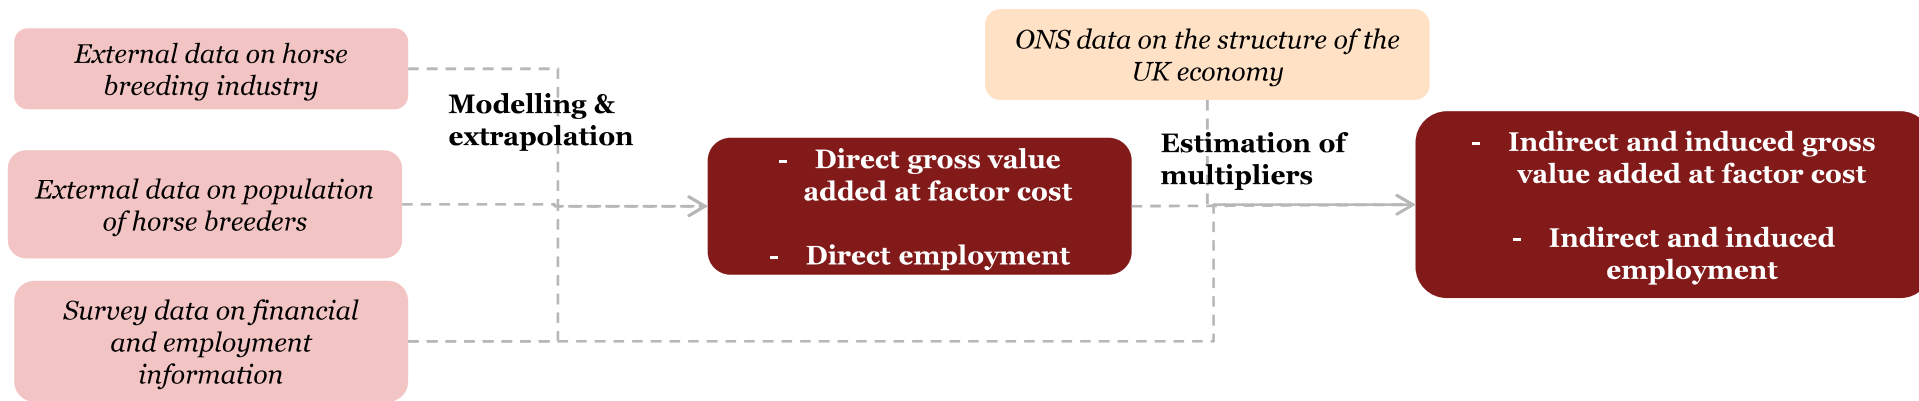 External data on horse
breeding industry
External data on population
of horse breeders
Survey data on financial
and employment
information
Modelling &
extrapolation
- Direct gross value
added at factor cost
- Direct employment
ONS data on the structure of the
UK economy
Estimation of
multipliers
- Indirect and induced gross
value added at factor cost
- Indirect and induced
employment